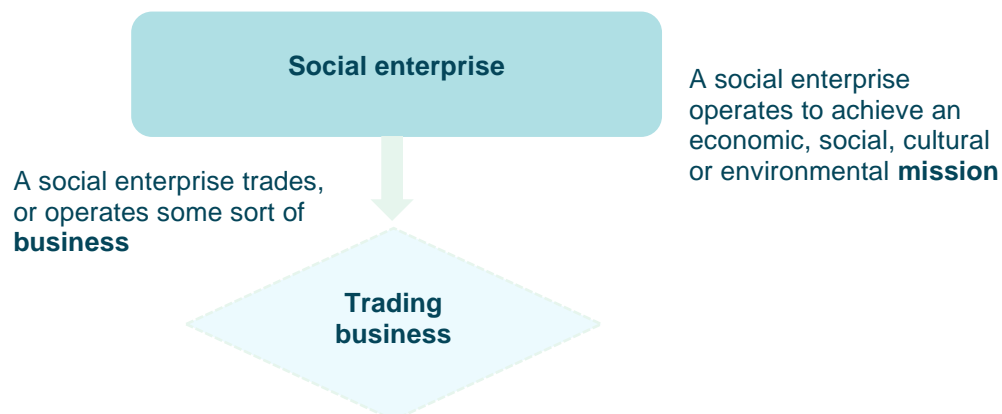 Social enterprise
A social enterprise
operates to achieve an
economic, social, cultural
or environmental mission
A social enterprise trades,
or operates some sort of
business
Trading
business